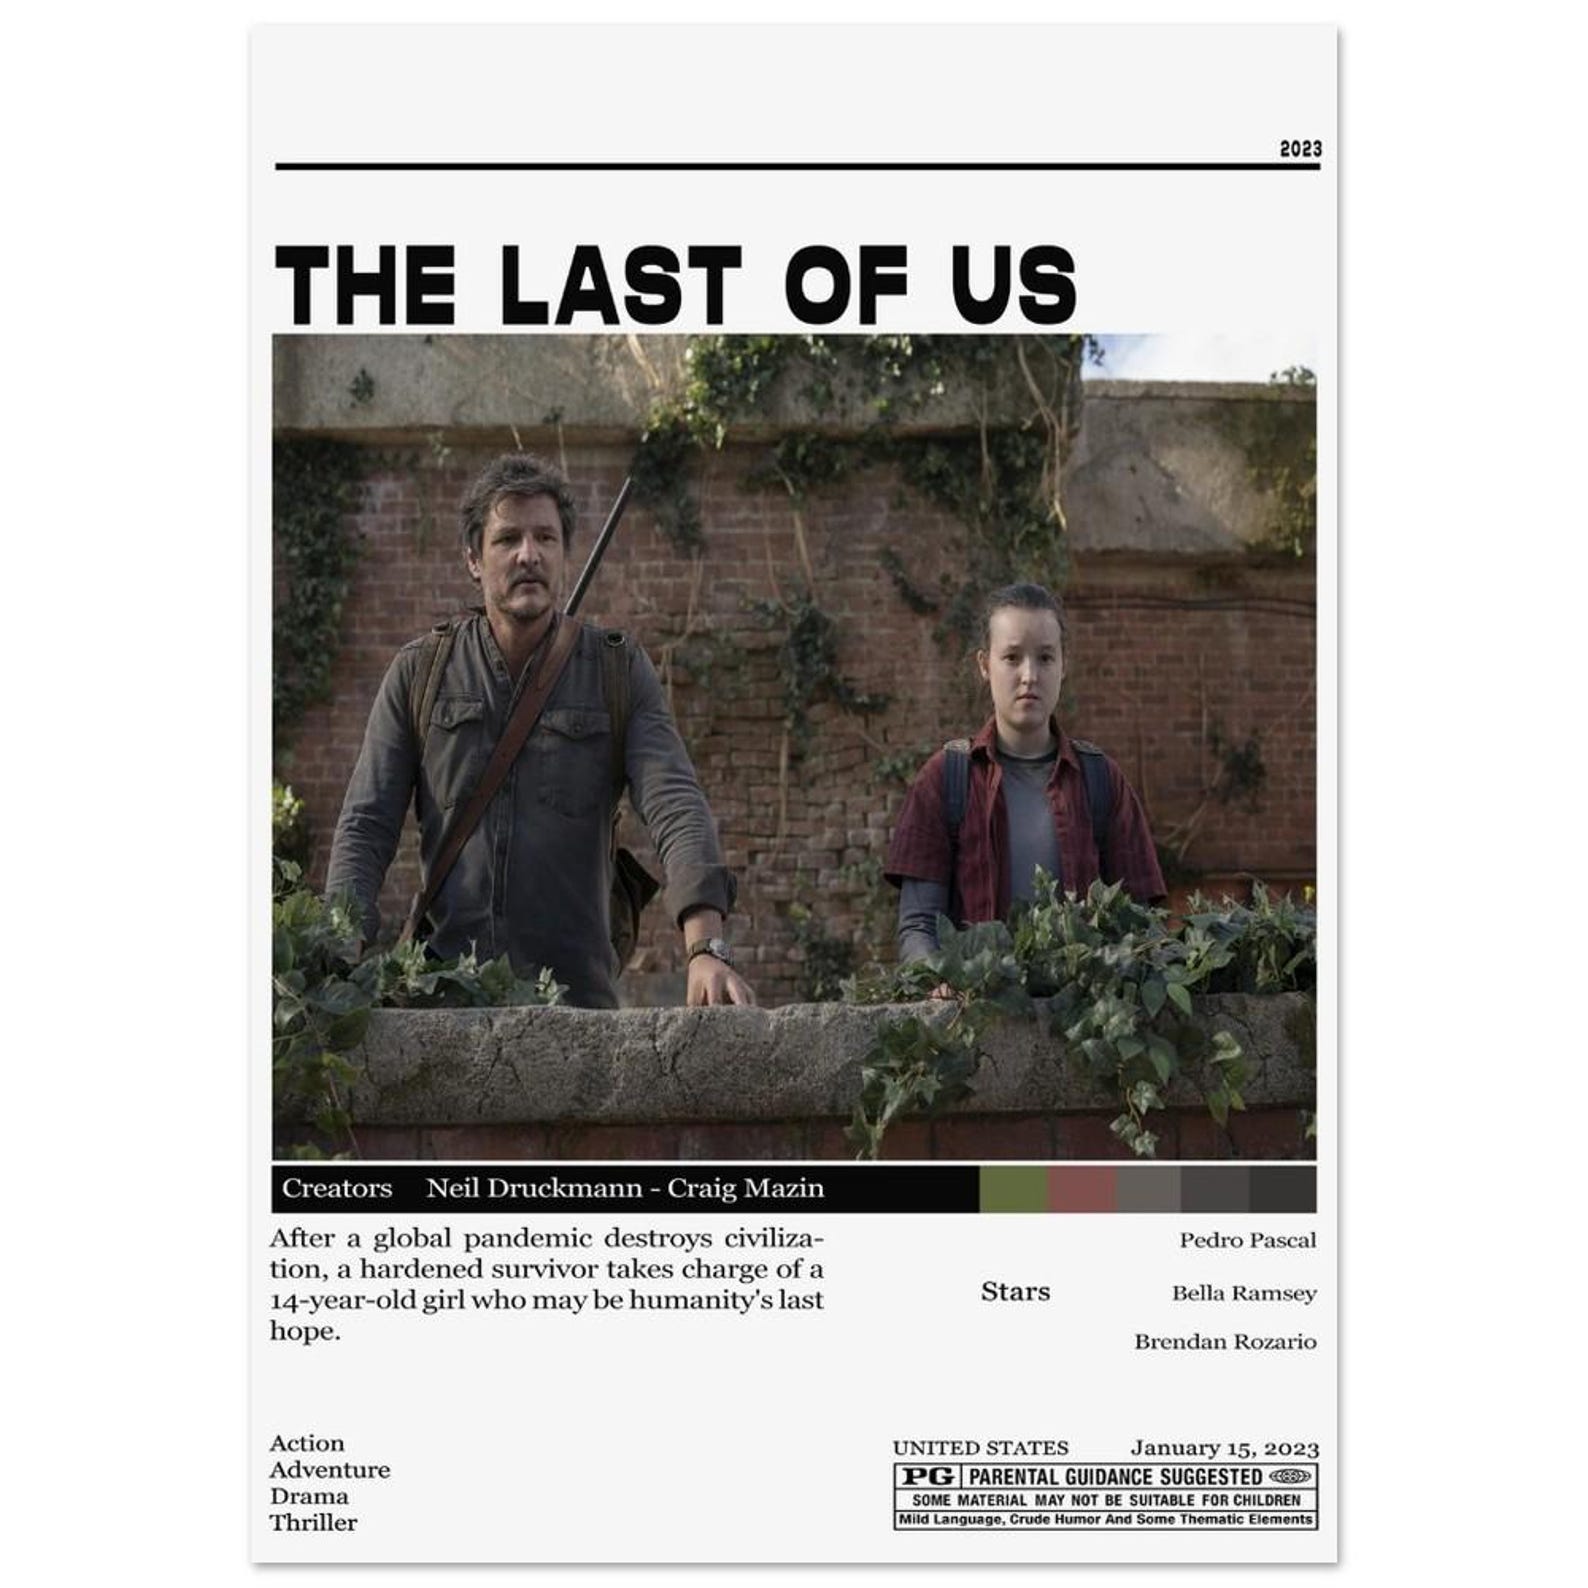 2023
THE LAST OF US
Creators Neil Druckmann - Craig Mazin
After a global pandemic destroys civiliza-
tion, a hardened survivor takes charge of a
14-year-old girl who may be humanity's last
hope.
Pedro Pascal
Stars Bella Ramsey
Brendan Rozario
Action
Adventure
Drama
Thriller
UNITED STATES January 15, 2023
PG PARENTAL GUIDANCE SUGGESTED
SOME MATERIAL MAY NOT BE SUITABLE FOR CHILDREN
Mild Language, Crude Humor And Some Thematic Elements